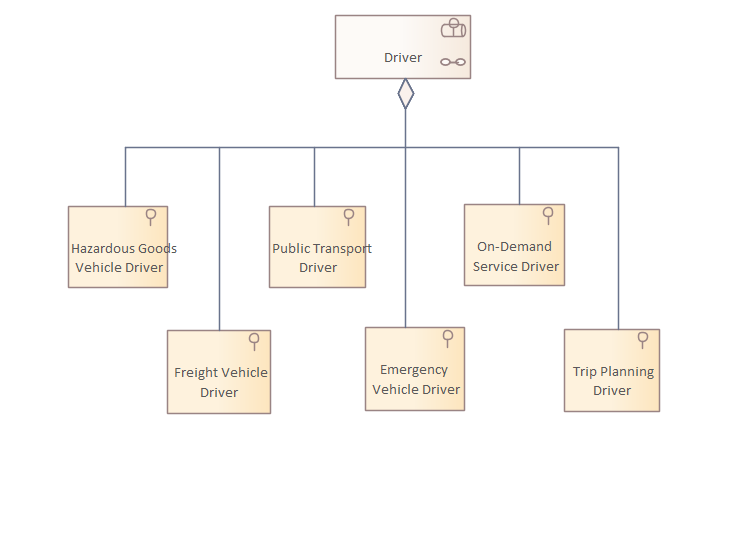 Driver
Hazardous Goods
Vehicle Driver
Public Transport
Driver
On-Demand
Service Driver
Freight Vehicle
Driver
Emergency
Vehicle Driver
Trip Planning
Driver